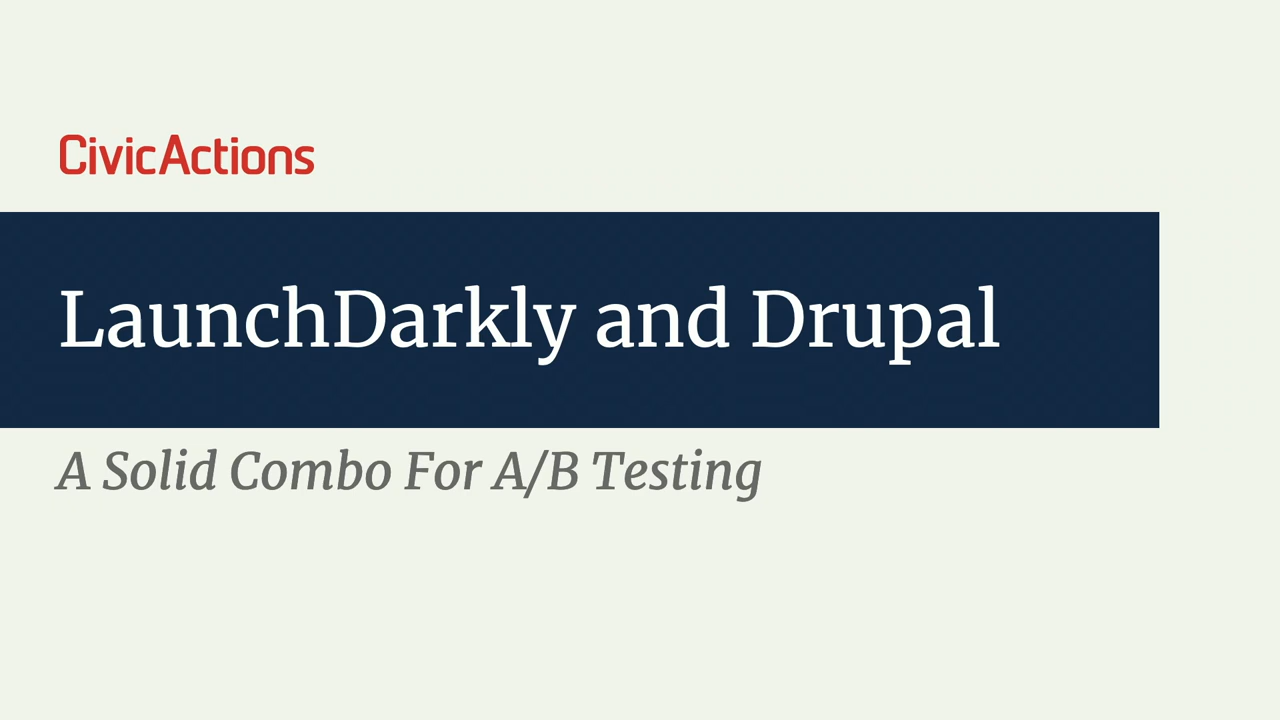 CivicActions
LaunchDarkly and Drupal
A Solid Combo For A/B Testing